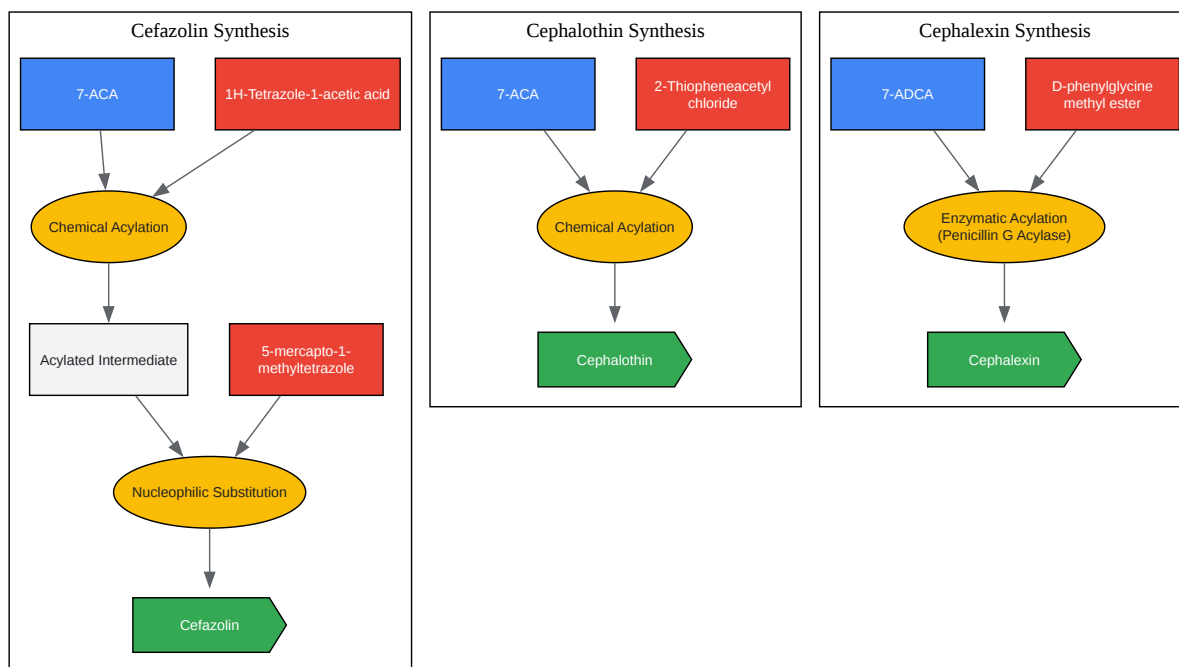 Cefazolin Synthesis
7-ACA
1H-Tetrazole-1-acetic acid
Chemical Acylation
Acylated Intermediate
5-mercapto-1-
methyltetrazole
Nucleophilic Substitution
Cefazolin
Cephalothin Synthesis
7-ACA
2-Thiopheneacetyl
chloride
Chemical Acylation
Cephalothin
Cephalexin Synthesis
7-ADCA
D-phenylglycine
methyl ester
Enzymatic Acylation
(Penicillin G Acylase)
Cephalexin